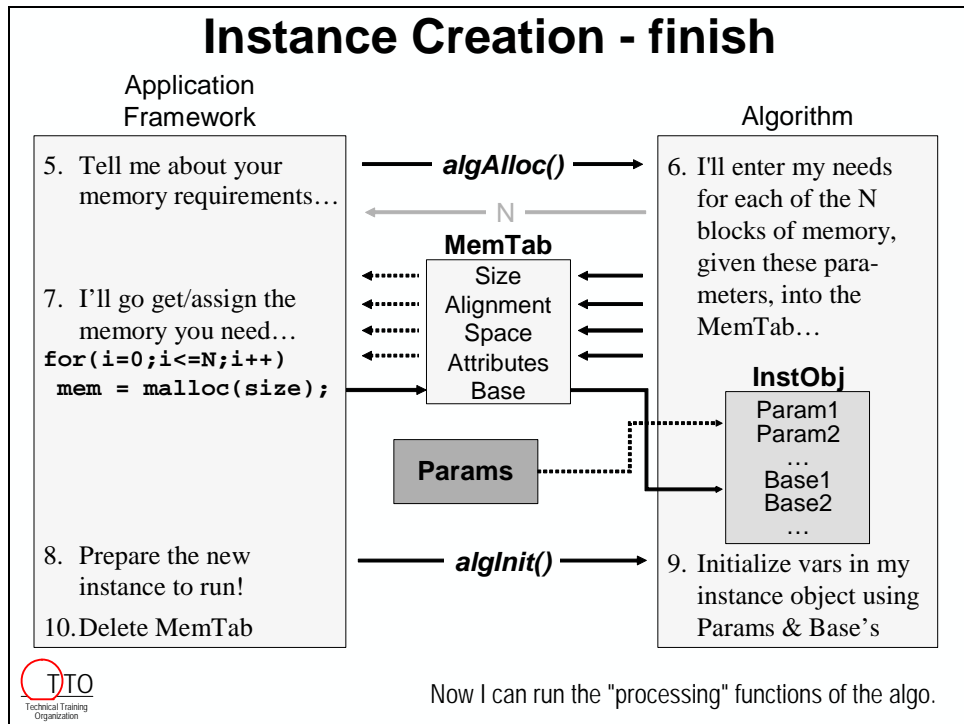 Instance Creation - finish
Application
Framework
5. Tell me about your
memory requirements…
7. I’ll go get/assign the
memory you need…
for(i=0;i<=N;i++)
mem = malloc(size);
8. Prepare the new
instance to run!
10. Delete MemTab
algAlloc()
N
MemTab
Size
Alignment
Space
Attributes
Base
Params
algInit()
Algorithm
6. I'll enter my needs
for each of the N
blocks of memory,
given these para-
meters, into the
MemTab…
InstObj
Param1
Param2
…
Base1
Base2
…
9. Initialize vars in my
instance object using
Params & Base’s
TTO
Technical Training
Organization
Now I can run the "processing" functions of the algo.